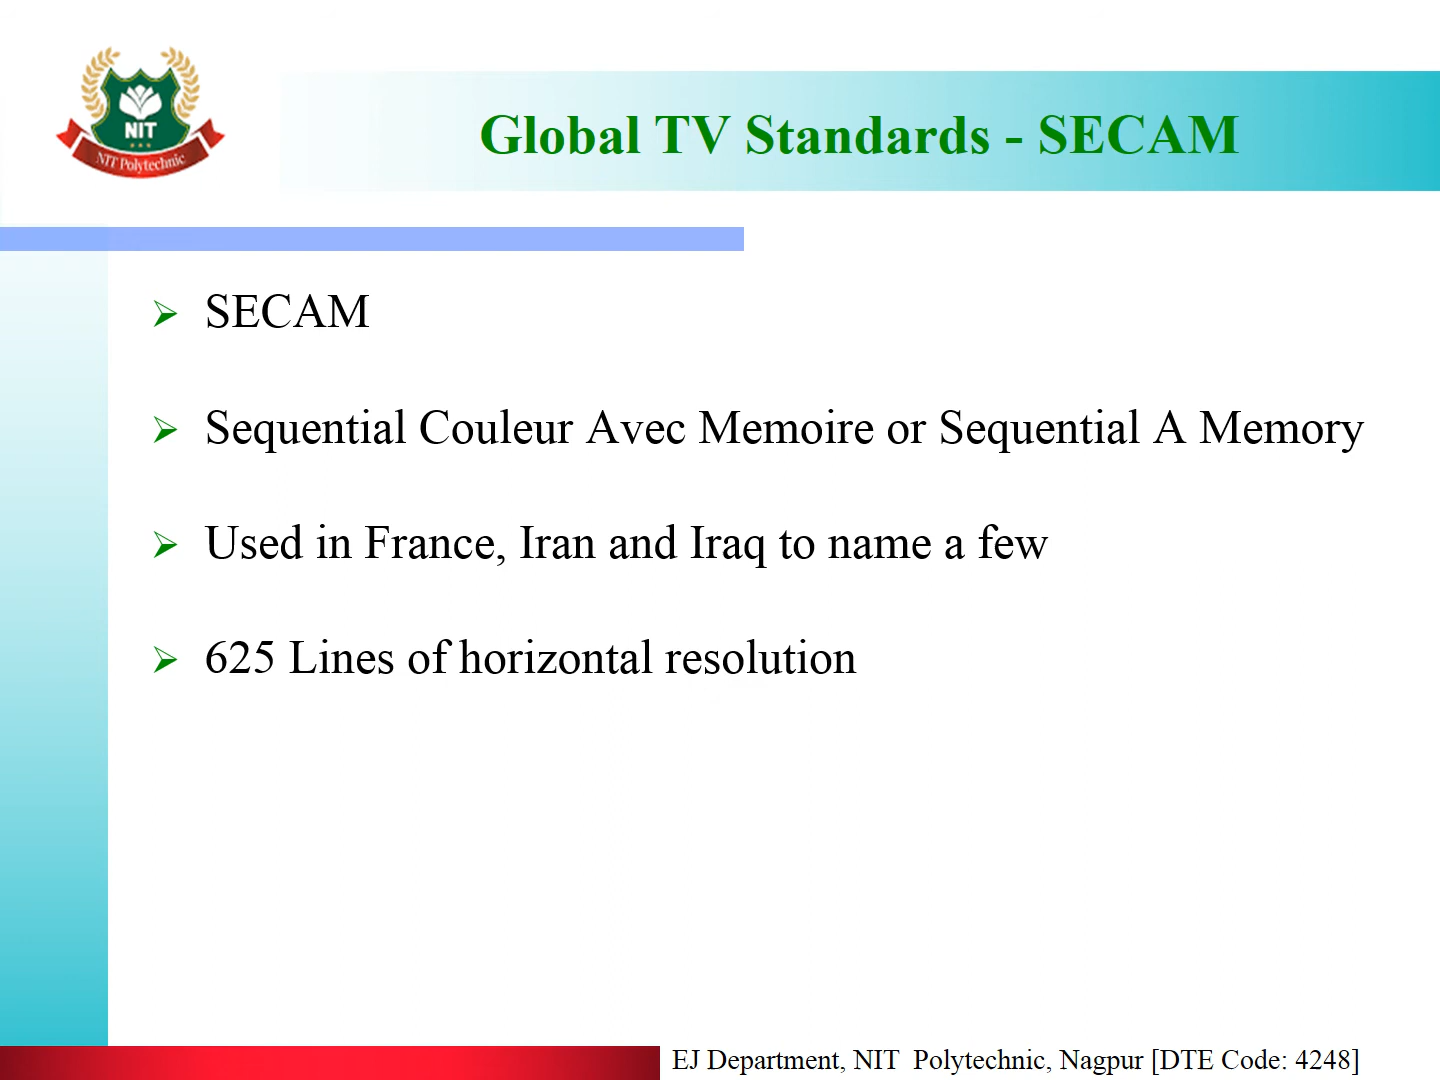 NIT
NIT Polytechnic
Global TV Standards - SECAM
SECAM
Sequential Couleur Avec Memoire or Sequential A Memory
Used in France, Iran and Iraq to name a few
625 Lines of horizontal resolution
EJ Department, NIT Polytechnic, Nagpur [DTE Code: 4248]